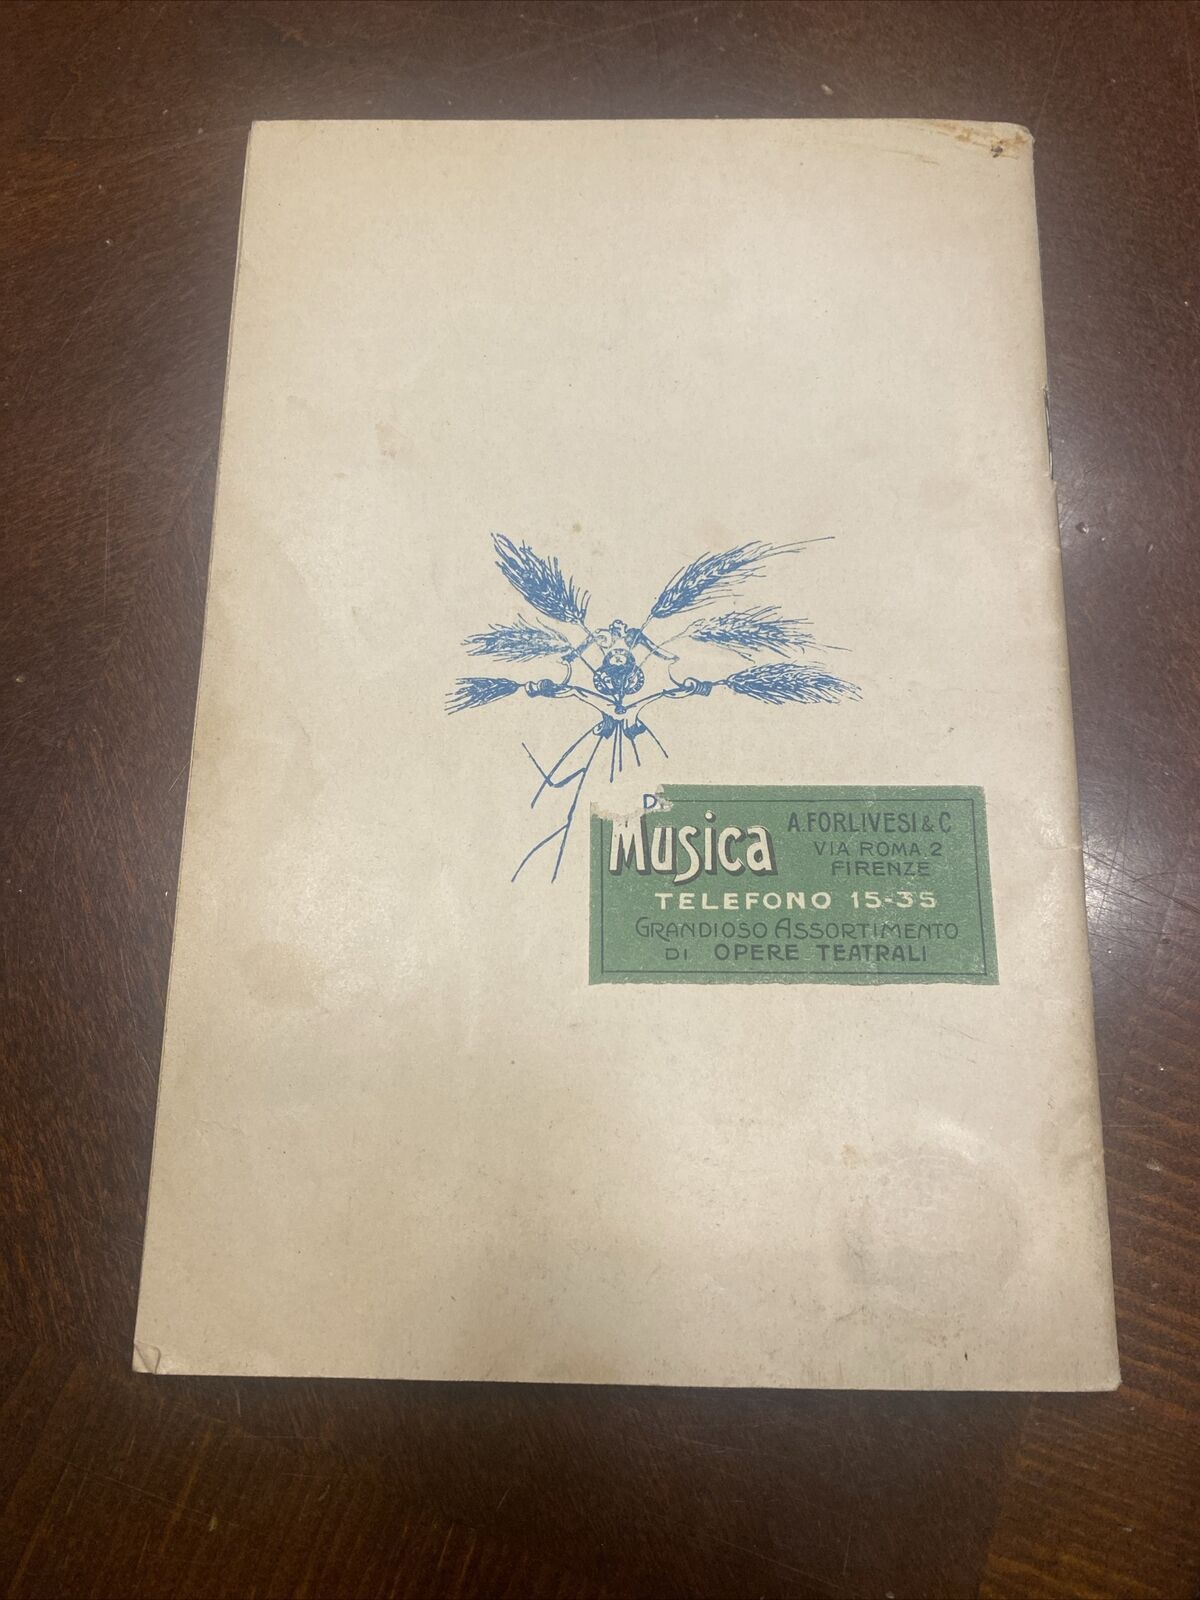 Musica
A. FORLIVESI & C
VIA ROMA 2
FIRENZE
TELEFONO 15-35
GRANDIOSO ASSORTIMENTO
DI OPERE TEATRALI